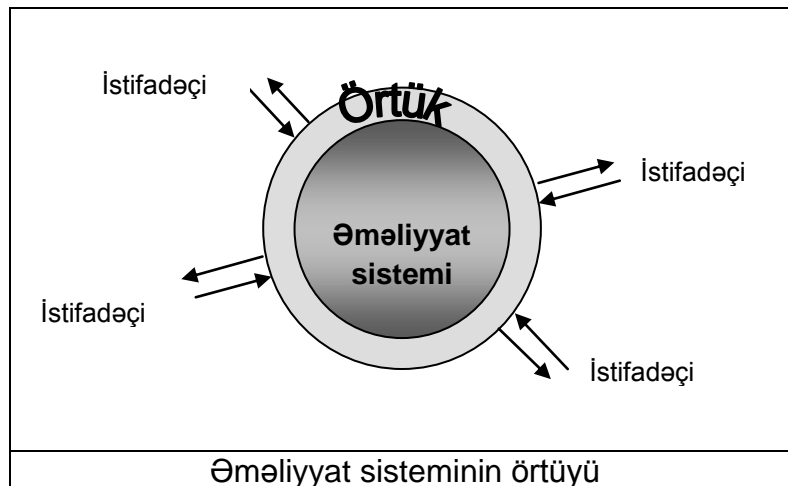 İstifadəçi
Örtük
İstifadəçi
Əməliyyat
sistemi
İstifadəçi
İstifadəçi
Əməliyyat sisteminin örtüyü